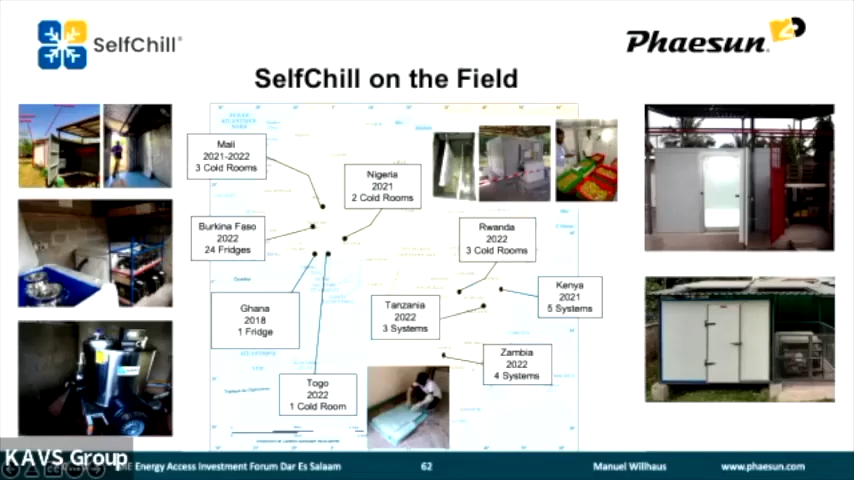 SelfChill®
Phaesun®
SelfChill on the Field
Mali
2021-2022
3 Cold Rooms
Nigeria
2021
2 Cold Rooms
Burkina Faso
2022
24 Fridges
Rwanda
2022
3 Cold Rooms
Kenya
2021
5 Systems
Ghana
2018
1 Fridge
Tanzania
2022
3 Systems
Zambia
2022
4 Systems
Togo
2022
1 Cold Room
KAVS Group
Energy Access Investment Forum Dar Es Salaam
62
Manuel Willhaus
www.phaesun.com